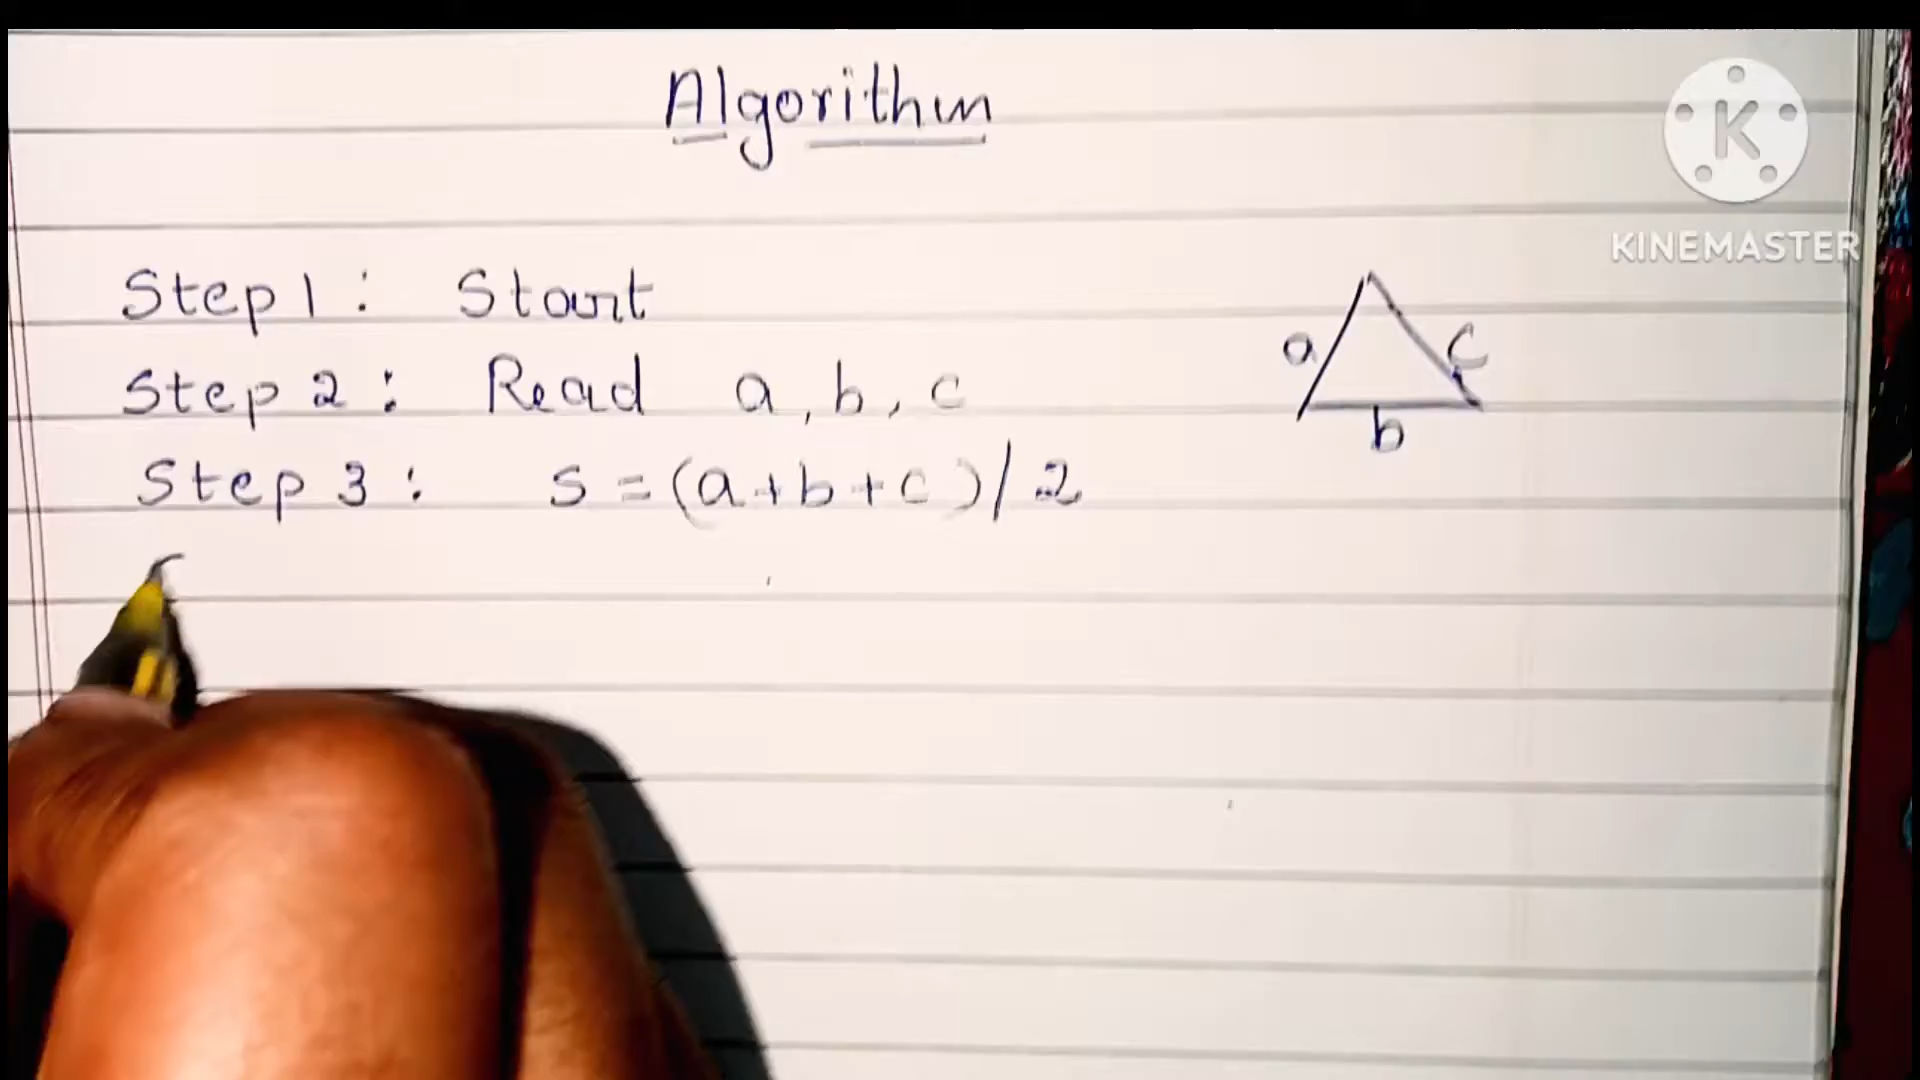 Algorithm
K
KINEMASTER
Step 1 : Start
Step 2 : Read a, b, c
Step 3 : s = (a+b+c)/2
a
c
b